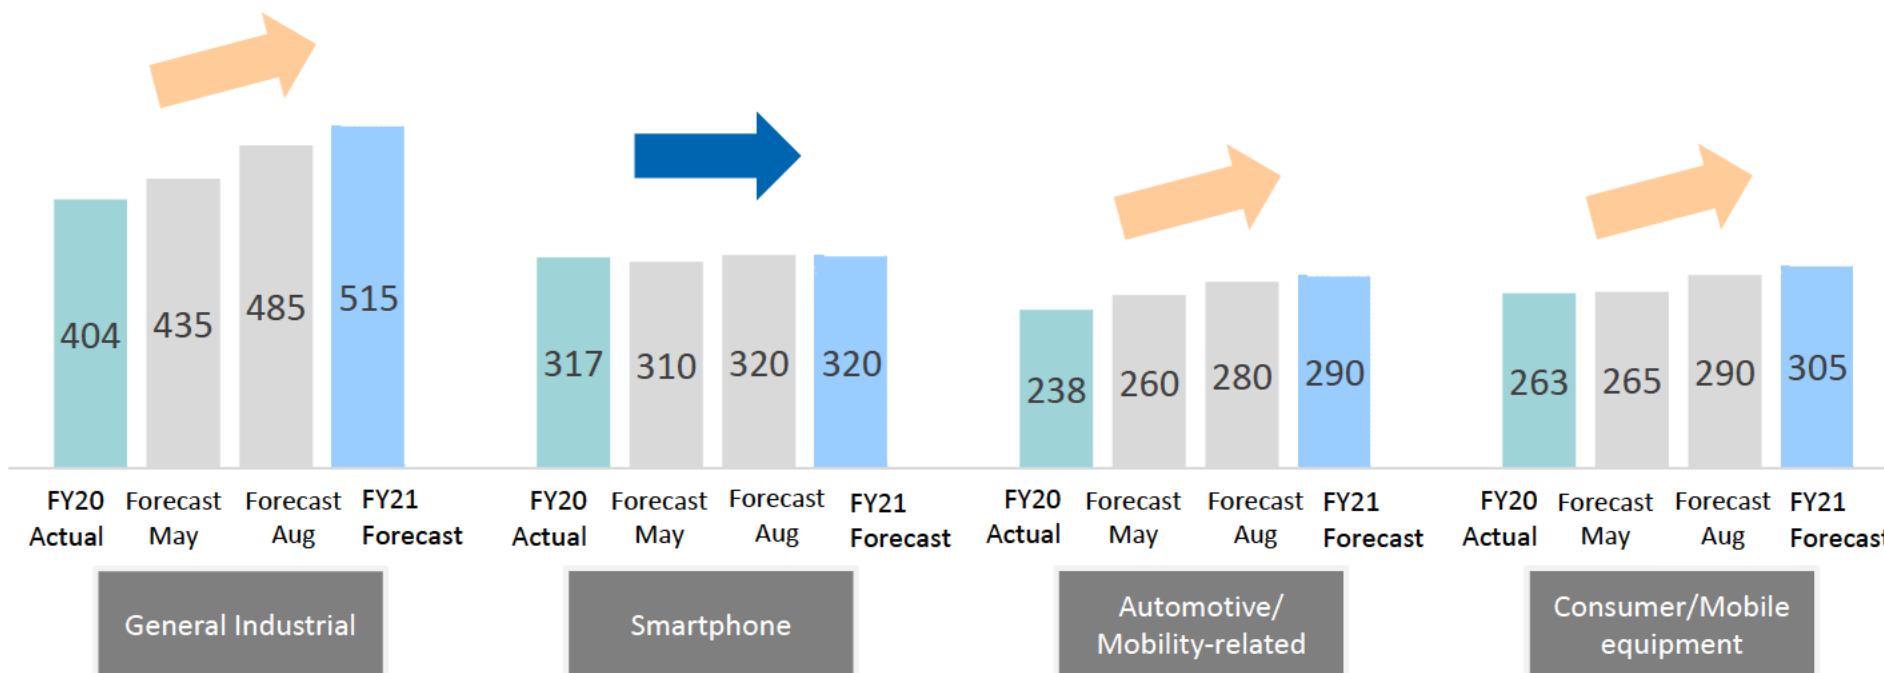 404
435
485
515
317
310
320
320
238
260
280
290
263
265
290
305
FY20 Forecast Forecast FY21
Actual May Aug Forecast
FY20 Forecast Forecast FY21
Actual May Aug Forecast
FY20 Forecast Forecast FY21
Actual May Aug Forecast
FY20 Forecast Forecast FY21
Actual May Aug Forecast
General Industrial
Smartphone
Automotive/
Mobility-related
Consumer/Mobile
equipment